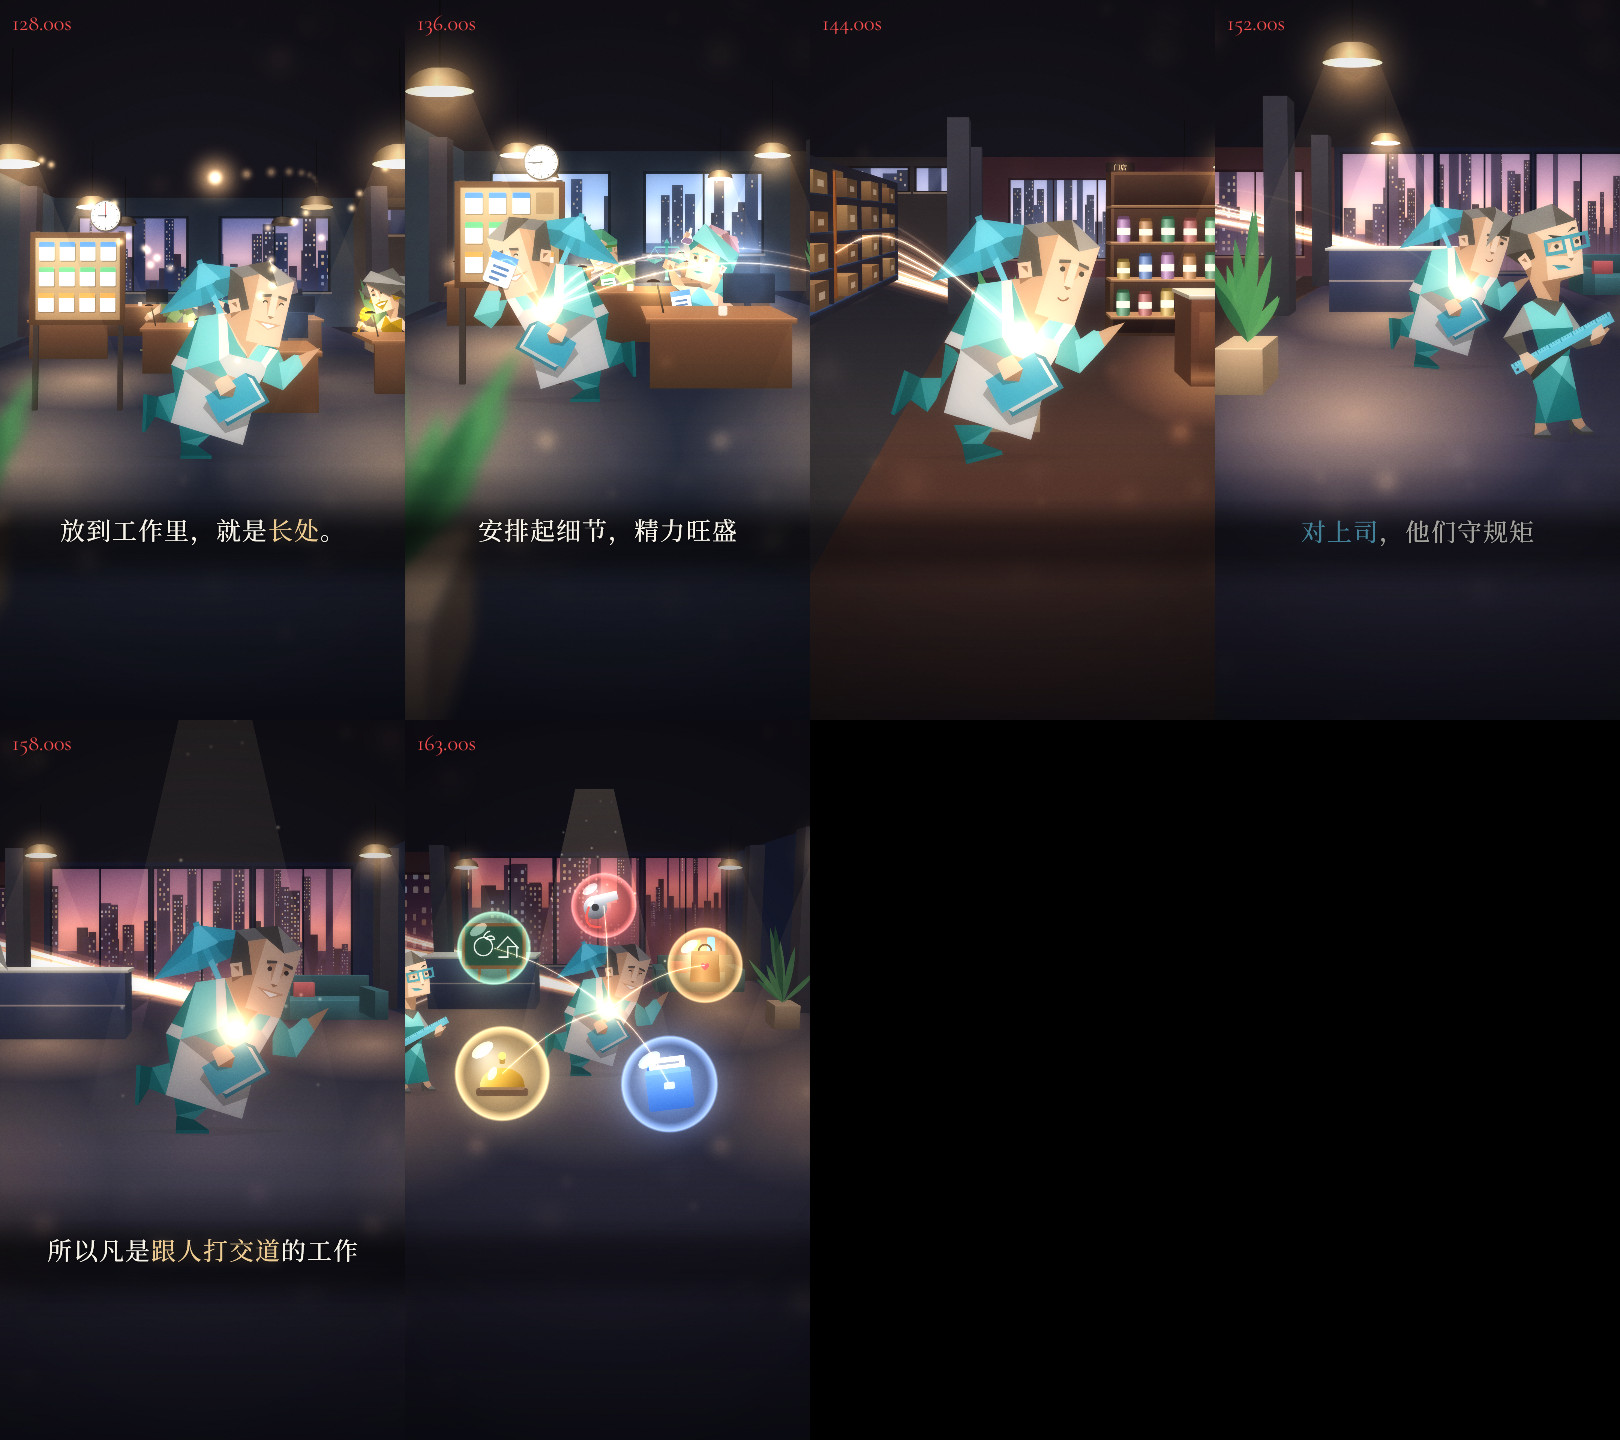 128.00s
136.00s
144.00s
152.00s
放到工作里，就是长处。
安排起细节，精力旺盛
对上司，他们守规矩
158.00s
163.00s
所以凡是跟人打交道的工作